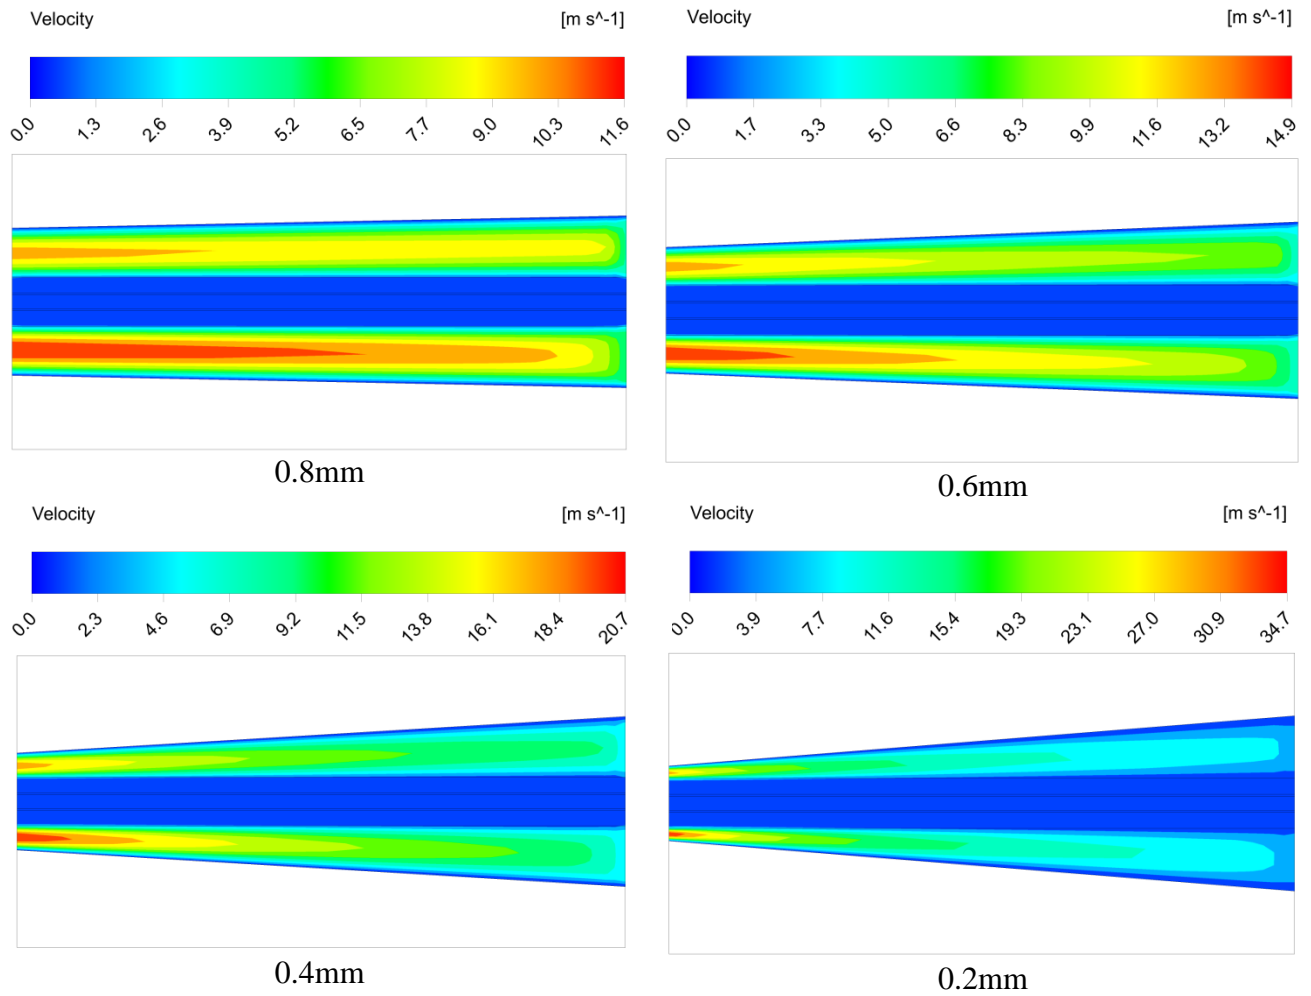 Velocity [m s^-1]
0.0 1.3 2.6 3.9 5.2 6.5 7.7 9.0 10.3 11.6
0.8mm
Velocity [m s^-1]
0.0 1.7 3.3 5.0 6.6 8.3 9.9 11.6 13.2 14.9
0.6mm
Velocity [m s^-1]
0.0 2.3 4.6 6.9 9.2 11.5 13.8 16.1 18.4 20.7
0.4mm
Velocity [m s^-1]
0.0 3.9 7.7 11.6 15.4 19.3 23.1 27.0 30.9 34.7
0.2mm